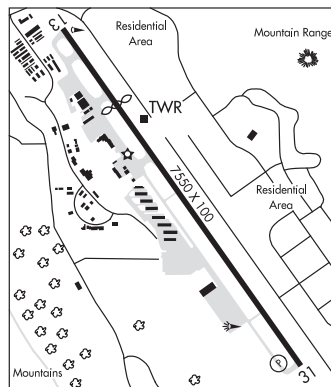 13
Residential
Area
Mountain Range
TWR
7550 X 100
Residential
Area
Mountains
P
31